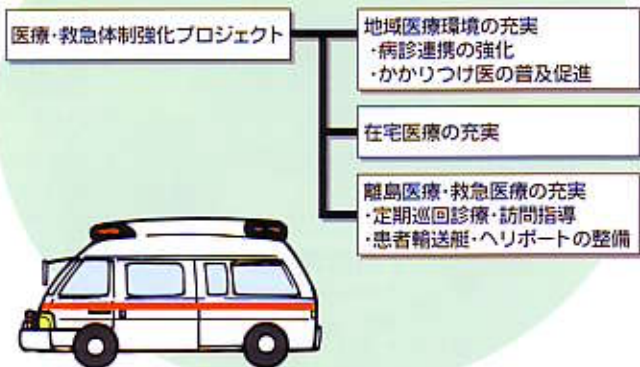 医療・救急体制強化プロジェクト
地域医療環境の充実
・病診連携の強化
・かかりつけ医の普及促進
在宅医療の充実
離島医療・救急医療の充実
・定期巡回診療・訪問指導
・患者輸送艇・ヘリポートの整備